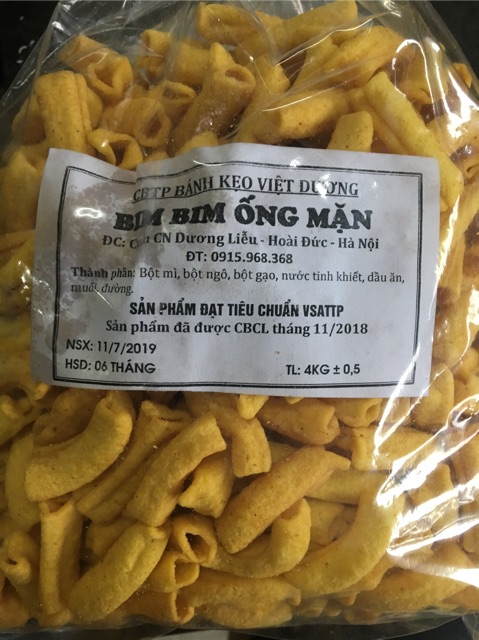 CBTP BÁNH KẸO VIỆT DƯƠNG
BIM BIM ỐNG MẶN
ĐC: CN Dương Liễu - Hoài Đức - Hà Nội
ĐT: 0915.968.368
Thành phần: Bột mì, bột ngô, bột gạo, nước tinh khiết, dầu ăn,
muối, đường.
SẢN PHẨM ĐẠT TIÊU CHUẨN VSATTP
Sản phẩm đã được CBCL tháng 11/2018
NSX: 11/7/2019
HSD: 06 THÁNG TL: 4KG ± 0,5